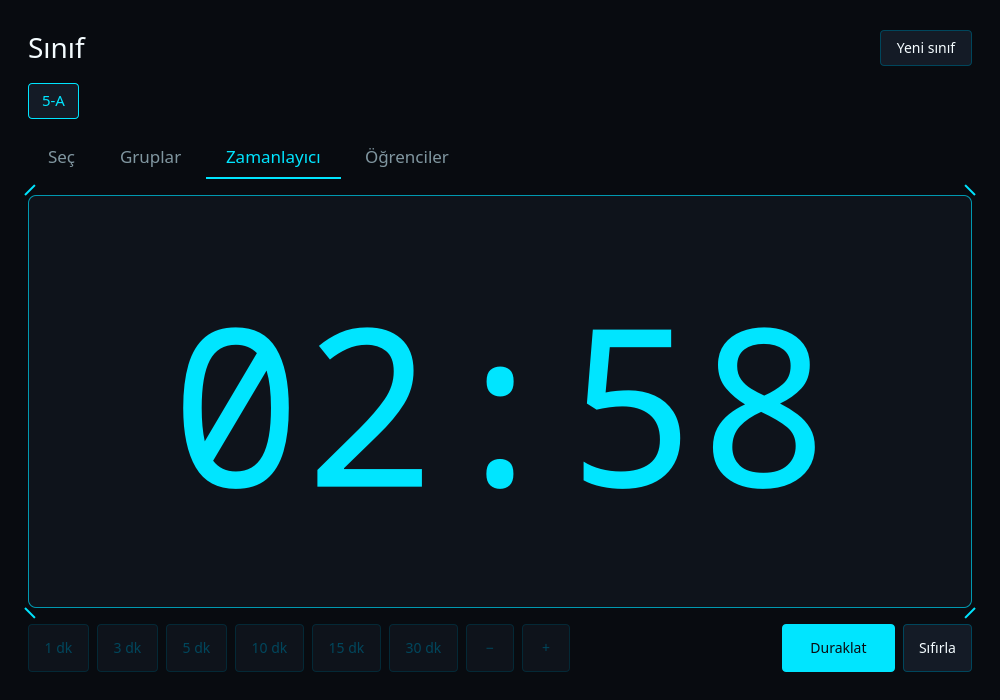 Sınıf
Yeni sınıf
5-A
Seç Gruplar Zamanlayıcı Öğrenciler
02:58
1 dk 3 dk 5 dk 10 dk 15 dk 30 dk − + Duraklat Sıfırla